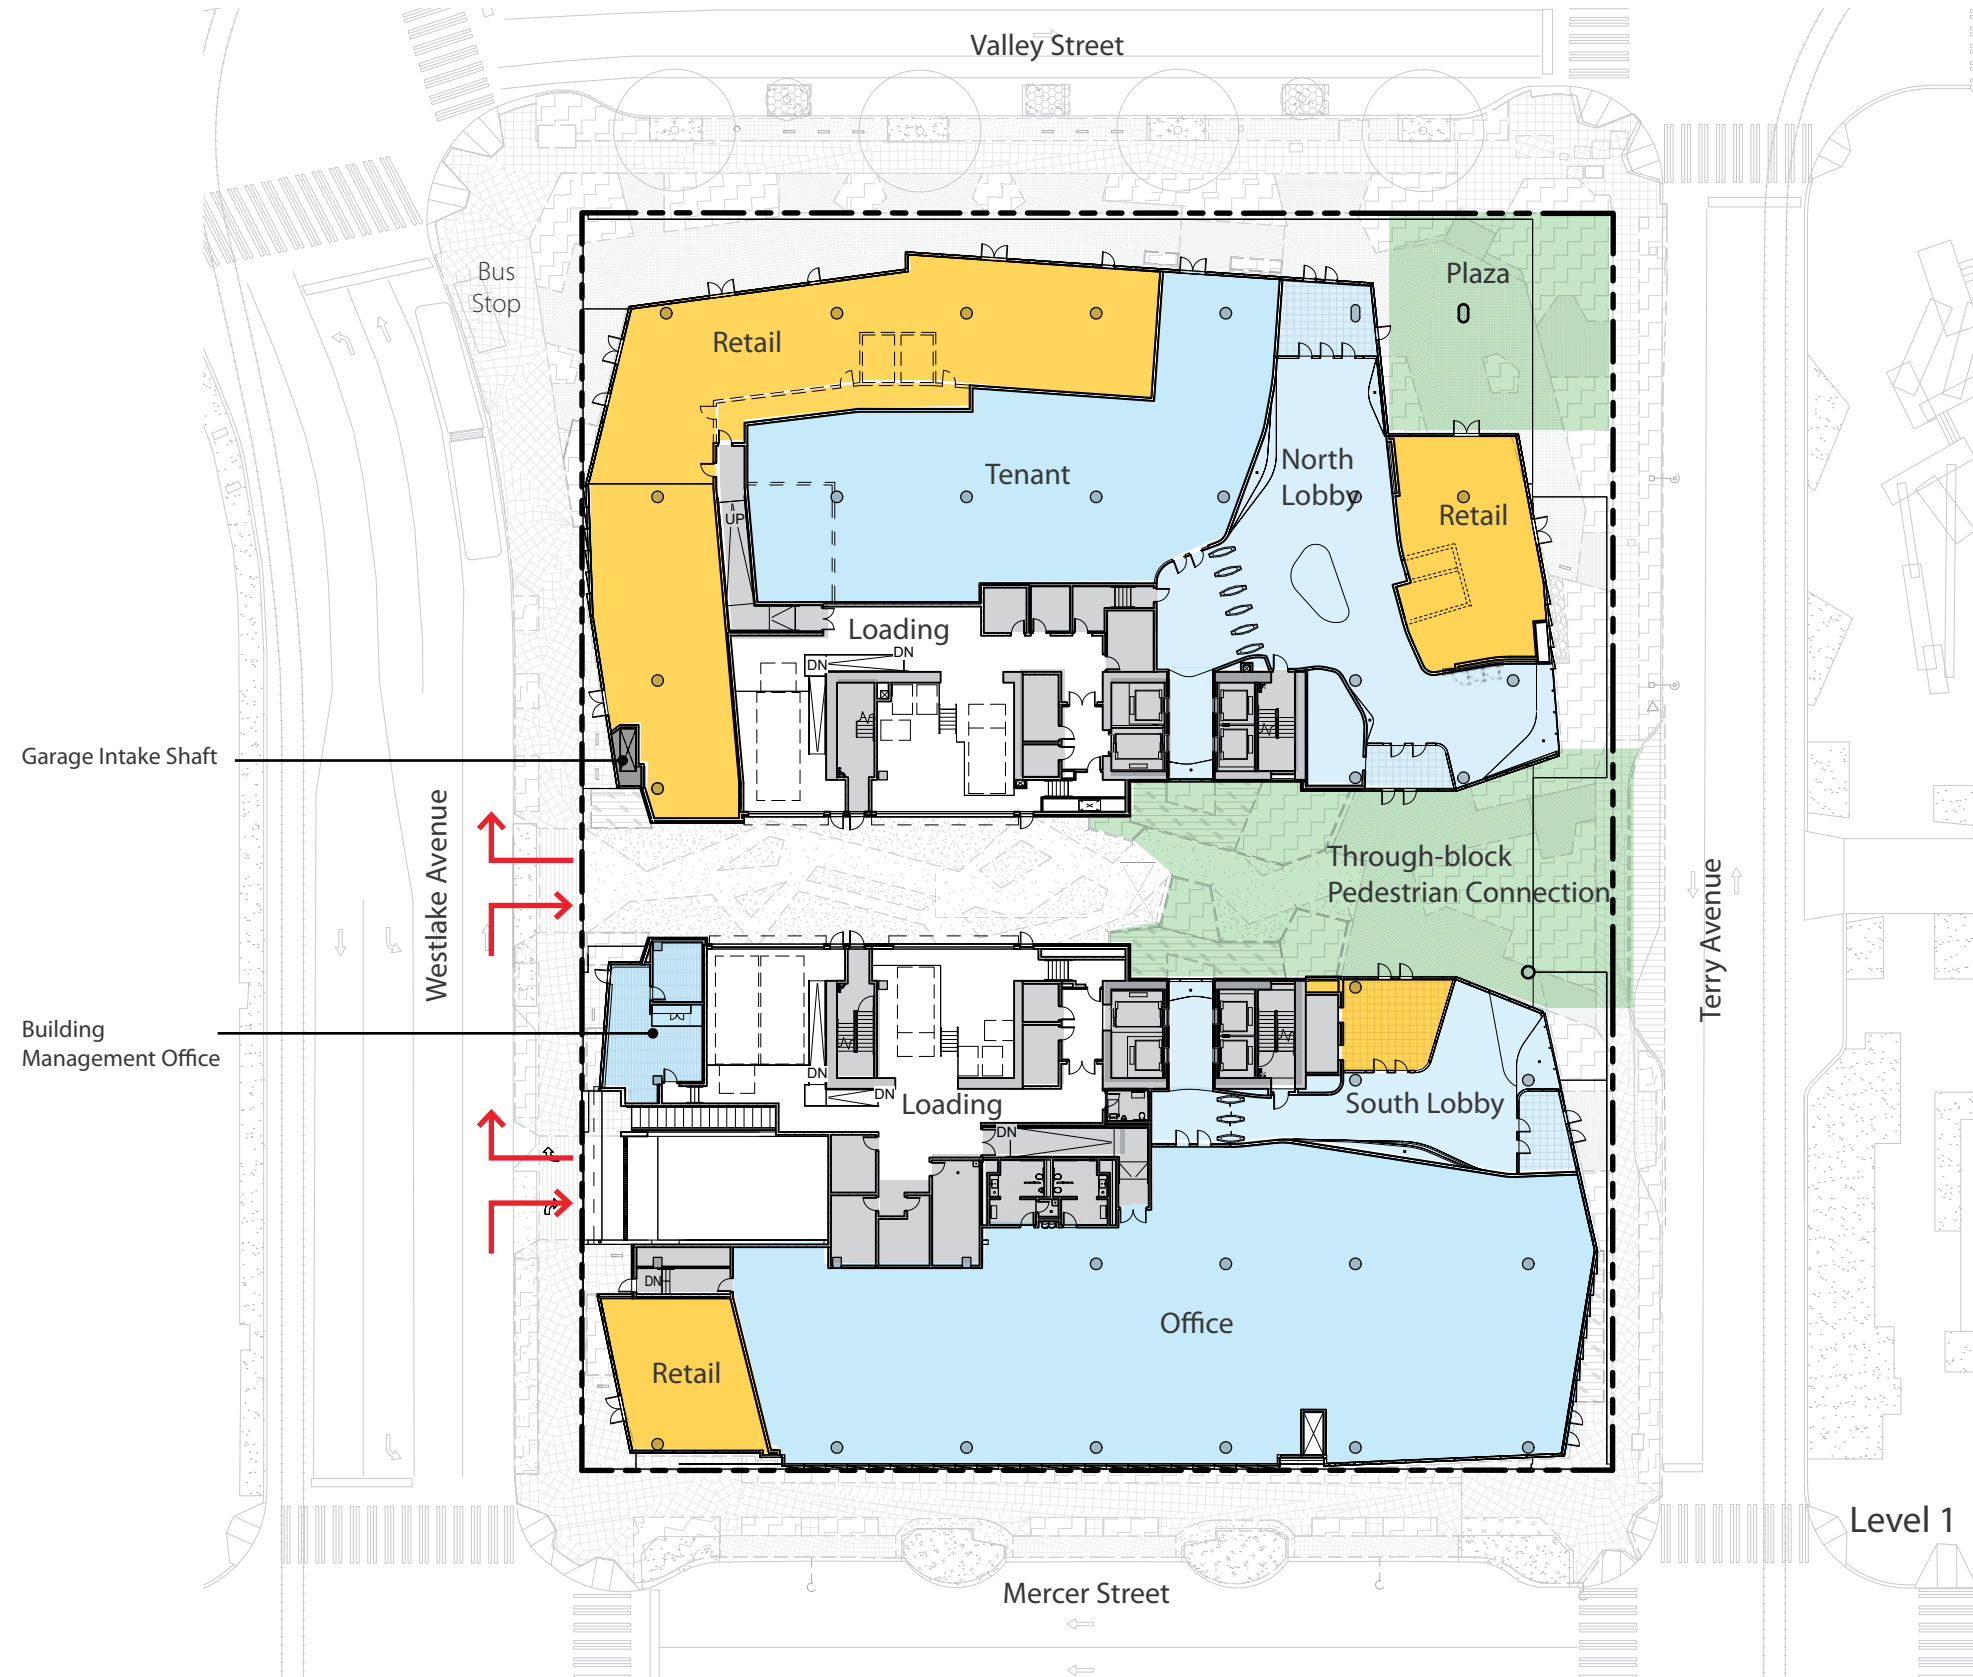 Valley Street
Bus
Stop
Plaza
Retail
Tenant
North
Lobby
Retail
UP
Loading
DN
DN
Garage Intake Shaft
Westlake Avenue
Through-block
Pedestrian Connection
Terry Avenue
Building
Management Office
DN
DN
Loading
South Lobby
DN
DN
Office
Retail
Level 1
Mercer Street